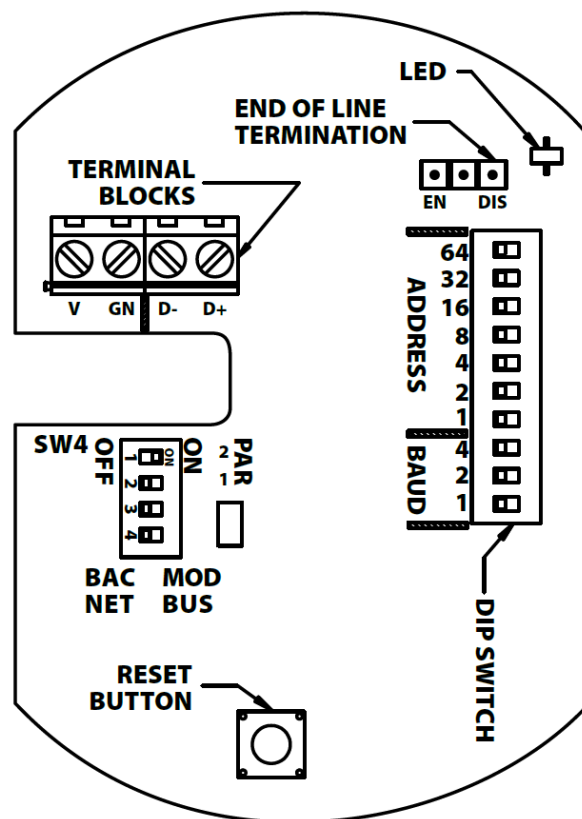 LED
END OF LINE
TERMINATION
TERMINAL
BLOCKS
EN DIS
V GN D- D+
64
32
16
8
4
2
1
ADDRESS
4
2
1
BAUD
SW4
OFF
ON
1
ON
2
3
4
PAR
2
1
BAC MOD
NET BUS
DIP SWITCH
RESET
BUTTON